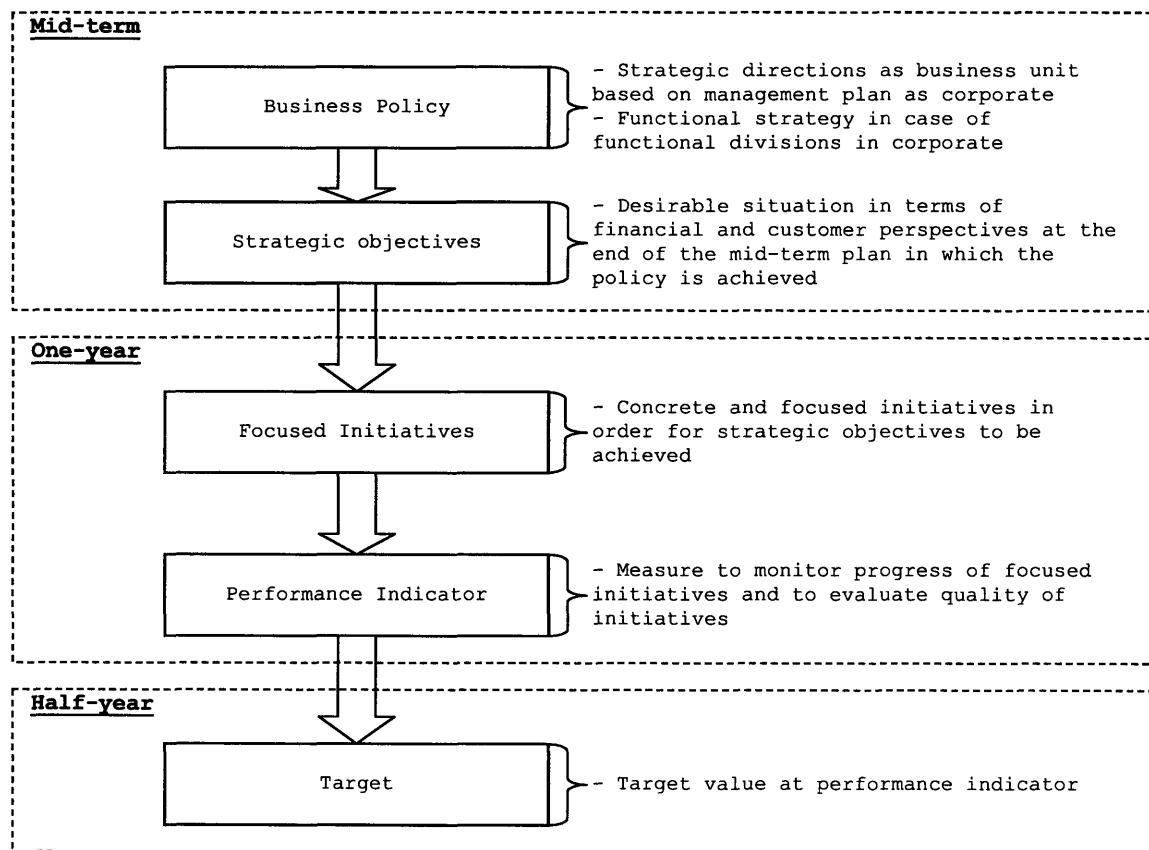 Mid-term
Business Policy
- Strategic directions as business unit
based on management plan as corporate
- Functional strategy in case of
functional divisions in corporate
Strategic objectives
- Desirable situation in terms of
financial and customer perspectives at the
end of the mid-term plan in which the
policy is achieved
One-year
Focused Initiatives
- Concrete and focused initiatives in
order for strategic objectives to be
achieved
Performance Indicator
- Measure to monitor progress of focused
initiatives and to evaluate quality of
initiatives
Half-year
Target
- Target value at performance indicator